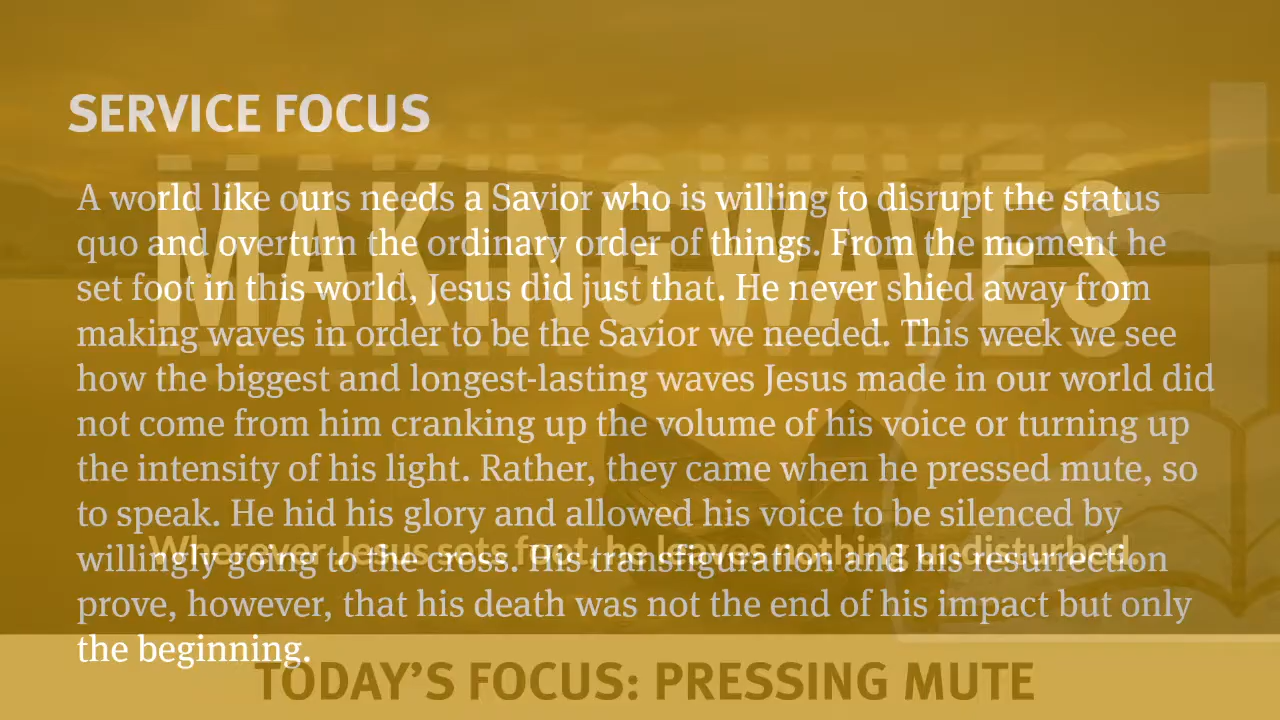 SERVICE FOCUS
MAKING WAVES
A world like ours needs a Savior who is willing to disrupt the status
quo and overturn the ordinary order of things. From the moment he
set foot in this world, Jesus did just that. He never shied away from
making waves in order to be the Savior we needed. This week we see
how the biggest and longest-lasting waves Jesus made in our world did
not come from him cranking up the volume of his voice or turning up
the intensity of his light. Rather, they came when he pressed mute, so
to speak. He hid his glory and allowed his voice to be silenced by
willingly going to the cross. His transfiguration and his resurrection
prove, however, that his death was not the end of his impact but only
the beginning.
Wherever Jesus sets foot, he leaves nothing undisturbed.
TODAY'S FOCUS: PRESSING MUTE